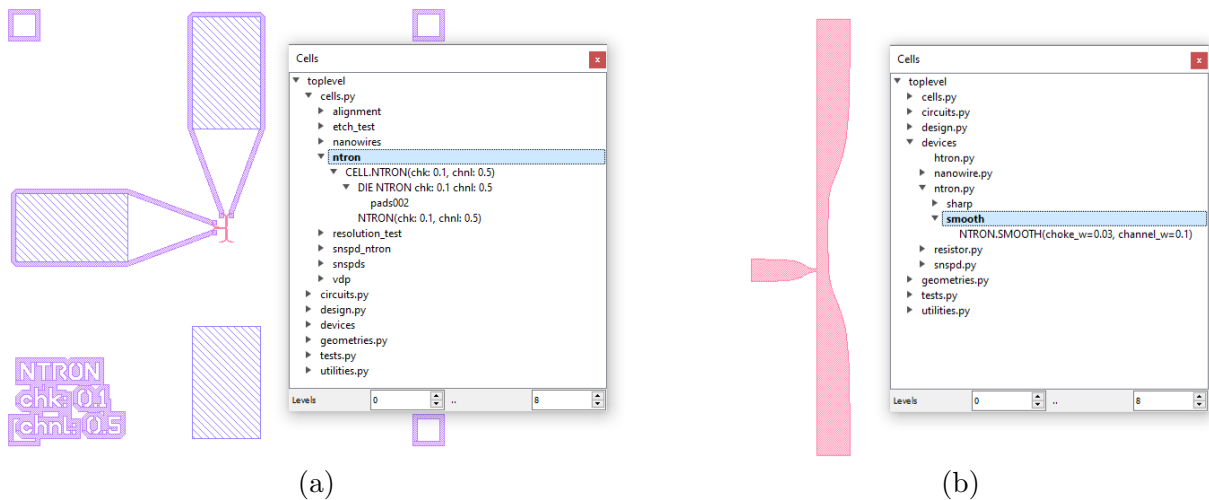 Cells
x
toplevel
cells.py
alignment
etch_test
nanowires
ntron
CELL.NTRON(chk: 0.1, chnl: 0.5)
DIE NTRON chk: 0.1 chnl: 0.5
pads002
NTRON(chk: 0.1, chnl: 0.5)
resolution_test
snspd_ntron
snspds
vdp
circuits.py
design.py
devices
geometries.py
tests.py
utilities.py
Levels 0 .. 8
NTRON
chk: 0.1
chnl: 0.5
(a)
Cells
x
toplevel
cells.py
circuits.py
design.py
devices
htron.py
nanowire.py
ntron.py
sharp
smooth
NTRON.SMOOTH(choke_w=0.03, channel_w=0.1)
resistor.py
snspd.py
geometries.py
tests.py
utilities.py
Levels 0 .. 8
(b)